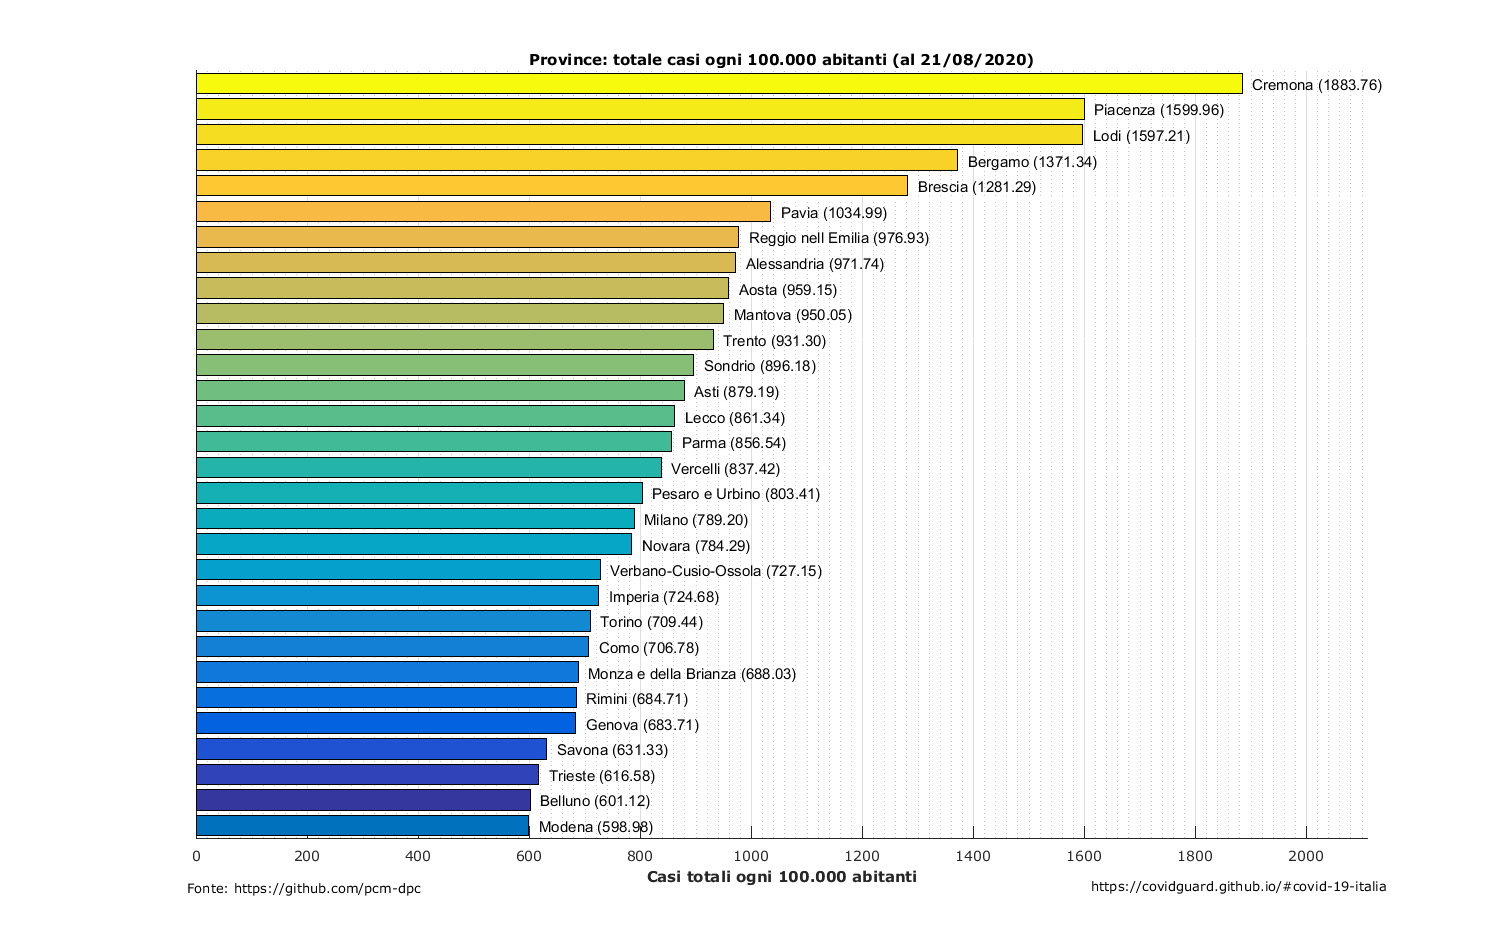 Province: totale casi ogni 100.000 abitanti (al 21/08/2020)
Cremona (1883.76)
Piacenza (1599.96)
Lodi (1597.21)
Bergamo (1371.34)
Brescia (1281.29)
Pavia (1034.99)
Reggio nell Emilia (976.93)
Alessandria (971.74)
Aosta (959.15)
Mantova (950.05)
Trento (931.30)
Sondrio (896.18)
Asti (879.19)
Lecco (861.34)
Parma (856.54)
Vercelli (837.42)
Pesaro e Urbino (803.41)
Milano (789.20)
Novara (784.29)
Verbano-Cusio-Ossola (727.15)
Imperia (724.68)
Torino (709.44)
Como (706.78)
Monza e della Brianza (688.03)
Rimini (684.71)
Genova (683.71)
Savona (631.33)
Trieste (616.58)
Belluno (601.12)
Modena (598.98)
0 200 400 600 800 1000 1200 1400 1600 1800 2000
Casi totali ogni 100.000 abitanti
Fonte: https://github.com/pcm-dpc
https://covidguard.github.io/#covid-19-italia